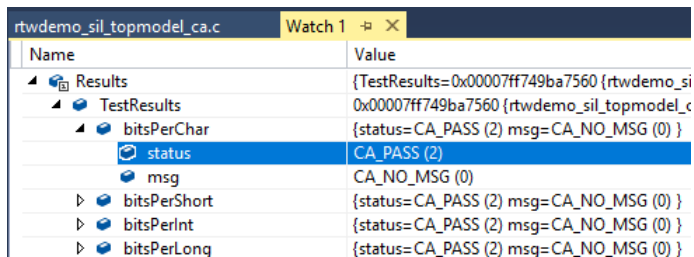 rtwdemo_sil_topmodel_ca.c Watch 1
Name Value
Results {TestResults=0x00007ff749ba7560 {rtwdemo_si
TestResults 0x00007ff749ba7560 {rtwdemo_sil_topmodel_c
bitsPerChar {status=CA_PASS (2) msg=CA_NO_MSG (0) }
status CA_PASS (2)
msg CA_NO_MSG (0)
bitsPerShort {status=CA_PASS (2) msg=CA_NO_MSG (0) }
bitsPerInt {status=CA_PASS (2) msg=CA_NO_MSG (0) }
bitsPerLong {status=CA_PASS (2) msg=CA_NO_MSG (0) }